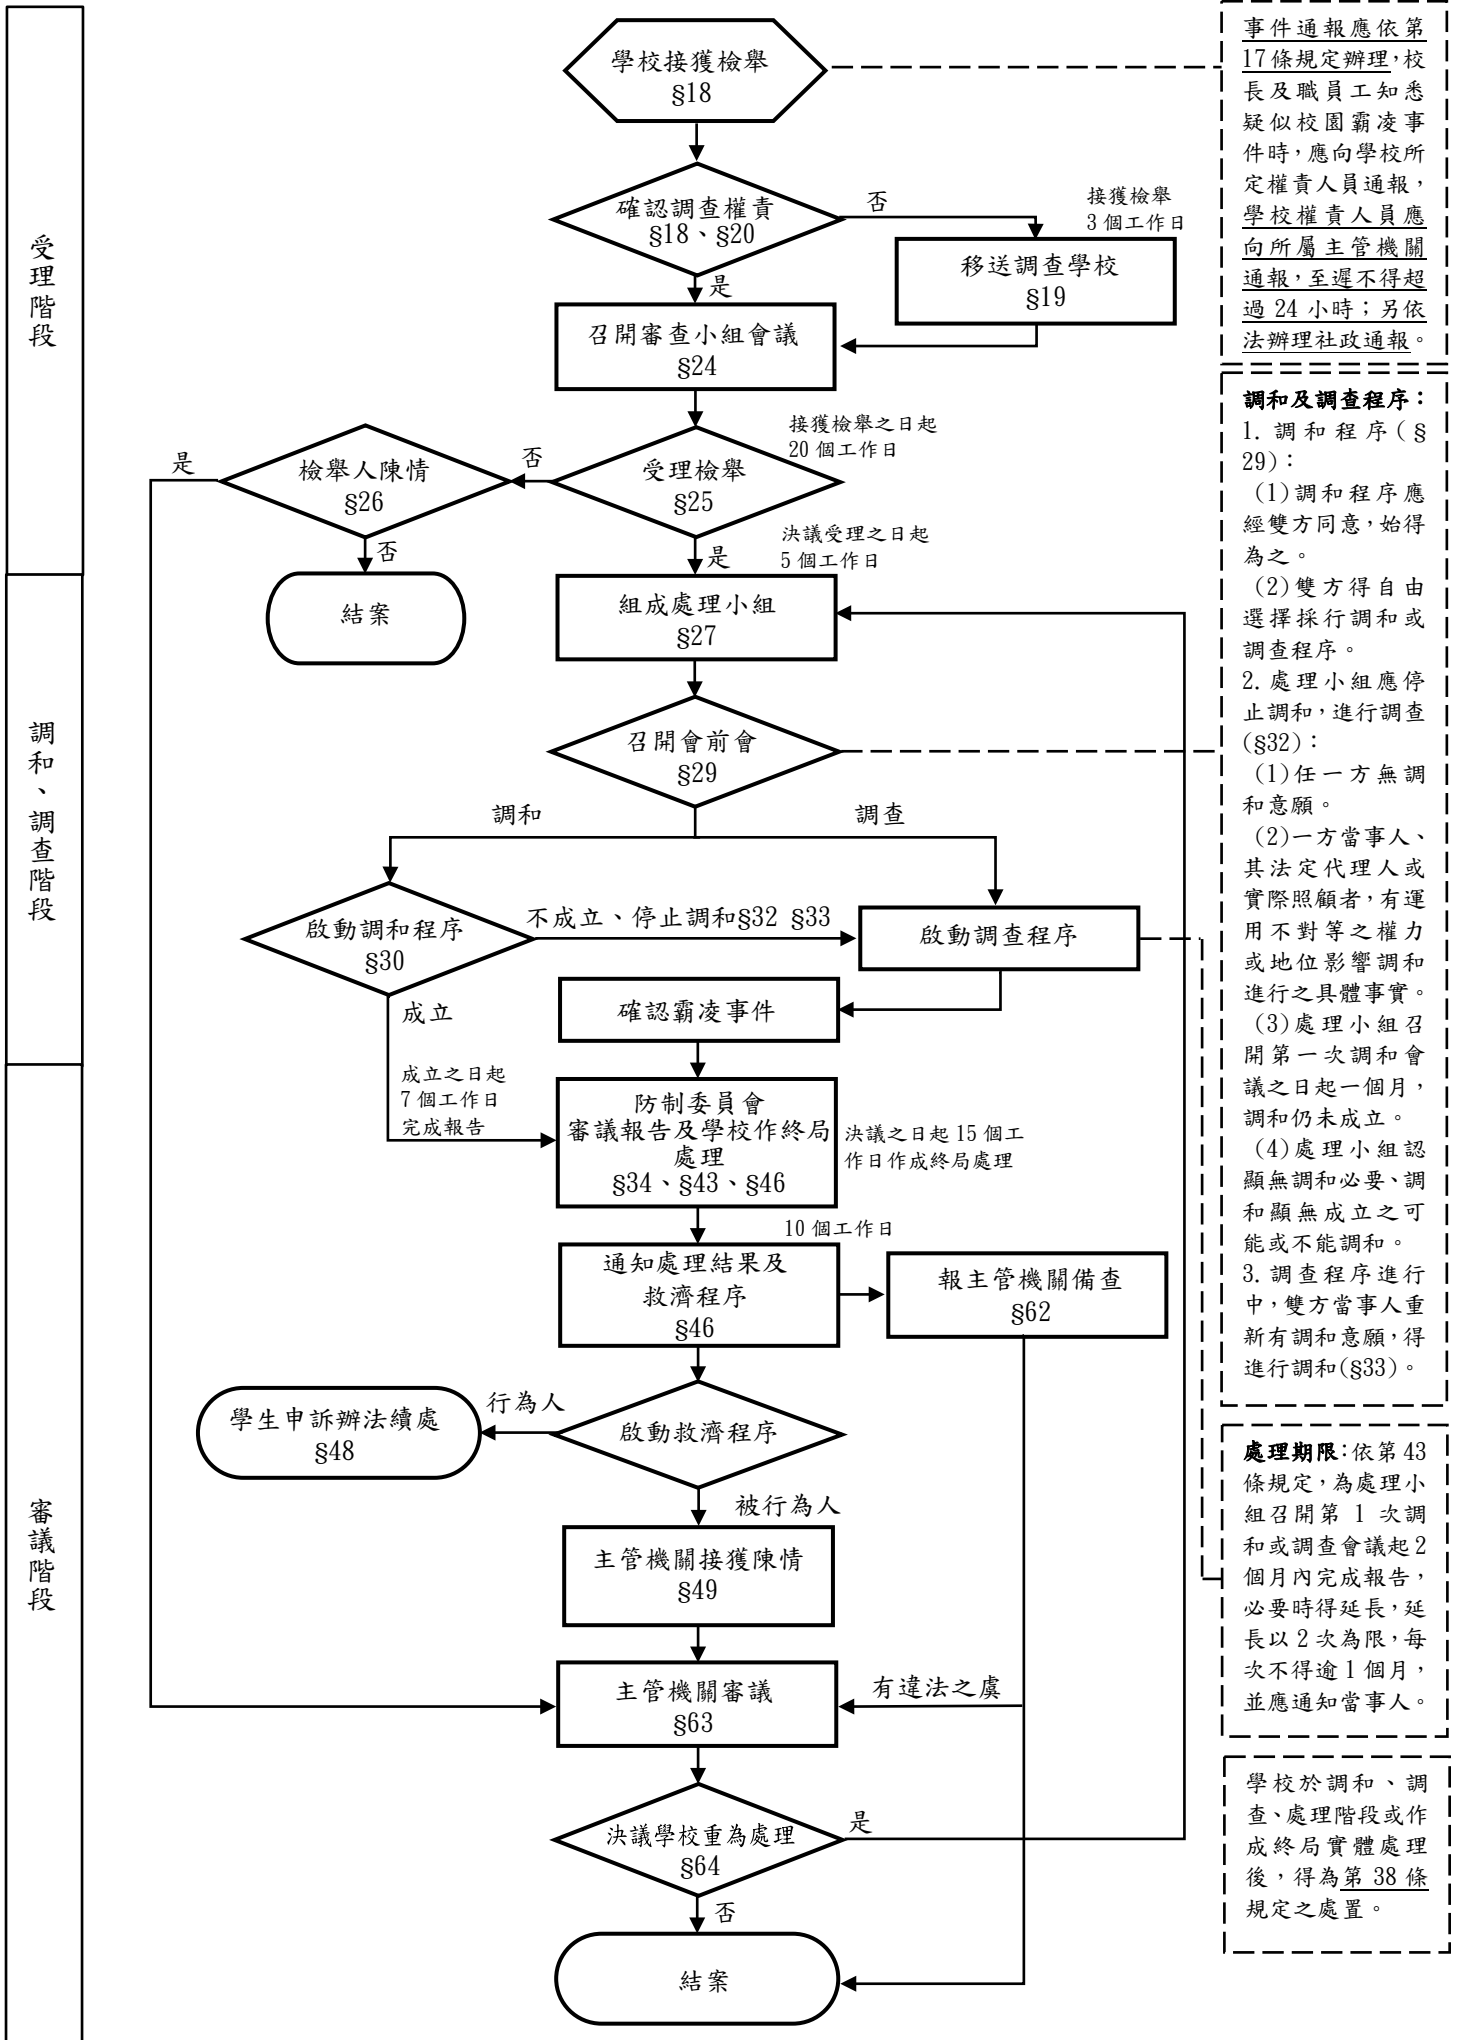 受理階段
調和、調查階段
審議階段
學校接獲檢舉
§18
確認調查權責
§18、§20
否
接獲檢舉
3 個工作日
移送調查學校
§19
是
召開審查小組會議
§24
接獲檢舉之日起
20 個工作日
受理檢舉
§25
否
檢舉人陳情
§26
是
否
結案
決議受理之日起
5 個工作日
是
組成處理小組
§27
召開會前會
§29
調和
調查
啟動調和程序
§30
不成立、停止調和§32 §33
啟動調查程序
成立
確認霸凌事件
成立之日起
7 個工作日
完成報告
防制委員會
審議報告及學校作終局
處理
§34、§43、§46
決議之日起 15 個工
作日作成終局處理
10 個工作日
通知處理結果及
救濟程序
§46
報主管機關備查
§62
啟動救濟程序
行為人
學生申訴辦法續處
§48
被行為人
主管機關接獲陳情
§49
主管機關審議
§63
有違法之虞
決議學校重為處理
§64
是
否
結案
事件通報應依第
17 條規定辦理,校
長及職員工知悉
疑似校園霸凌事
件時,應向學校所
定權責人員通報,
學校權責人員應
向所屬主管機關
通報,至遲不得超
過 24 小時;另依
法辦理社政通報。
調和及調查程序:
1. 調和程序(§
29):
(1)調和程序應
經雙方同意,始得
為之。
(2)雙方得自由
選擇採行調和或
調查程序。
2. 處理小組應停
止調和,進行調查
(§32):
(1)任一方無調
和意願。
(2)一方當事人、
其法定代理人或
實際照顧者,有運
用不對等之權力
或地位影響調和
進行之具體事實。
(3)處理小組召
開第一次調和會
議之日起一個月,
調和仍未成立。
(4)處理小組認
顯無調和必要、調
和顯無成立之可
能或不能調和。
3. 調查程序進行
中,雙方當事人重
新有調和意願,得
進行調和(§33)。
處理期限:依第 43
條規定,為處理小
組召開第 1 次調
和或調查會議起 2
個月內完成報告,
必要時得延長,延
長以 2 次為限,每
次不得逾 1 個月,
並應通知當事人。
學校於調和、調
查、處理階段或作
成終局實體處理
後,得為第 38 條
規定之處置。